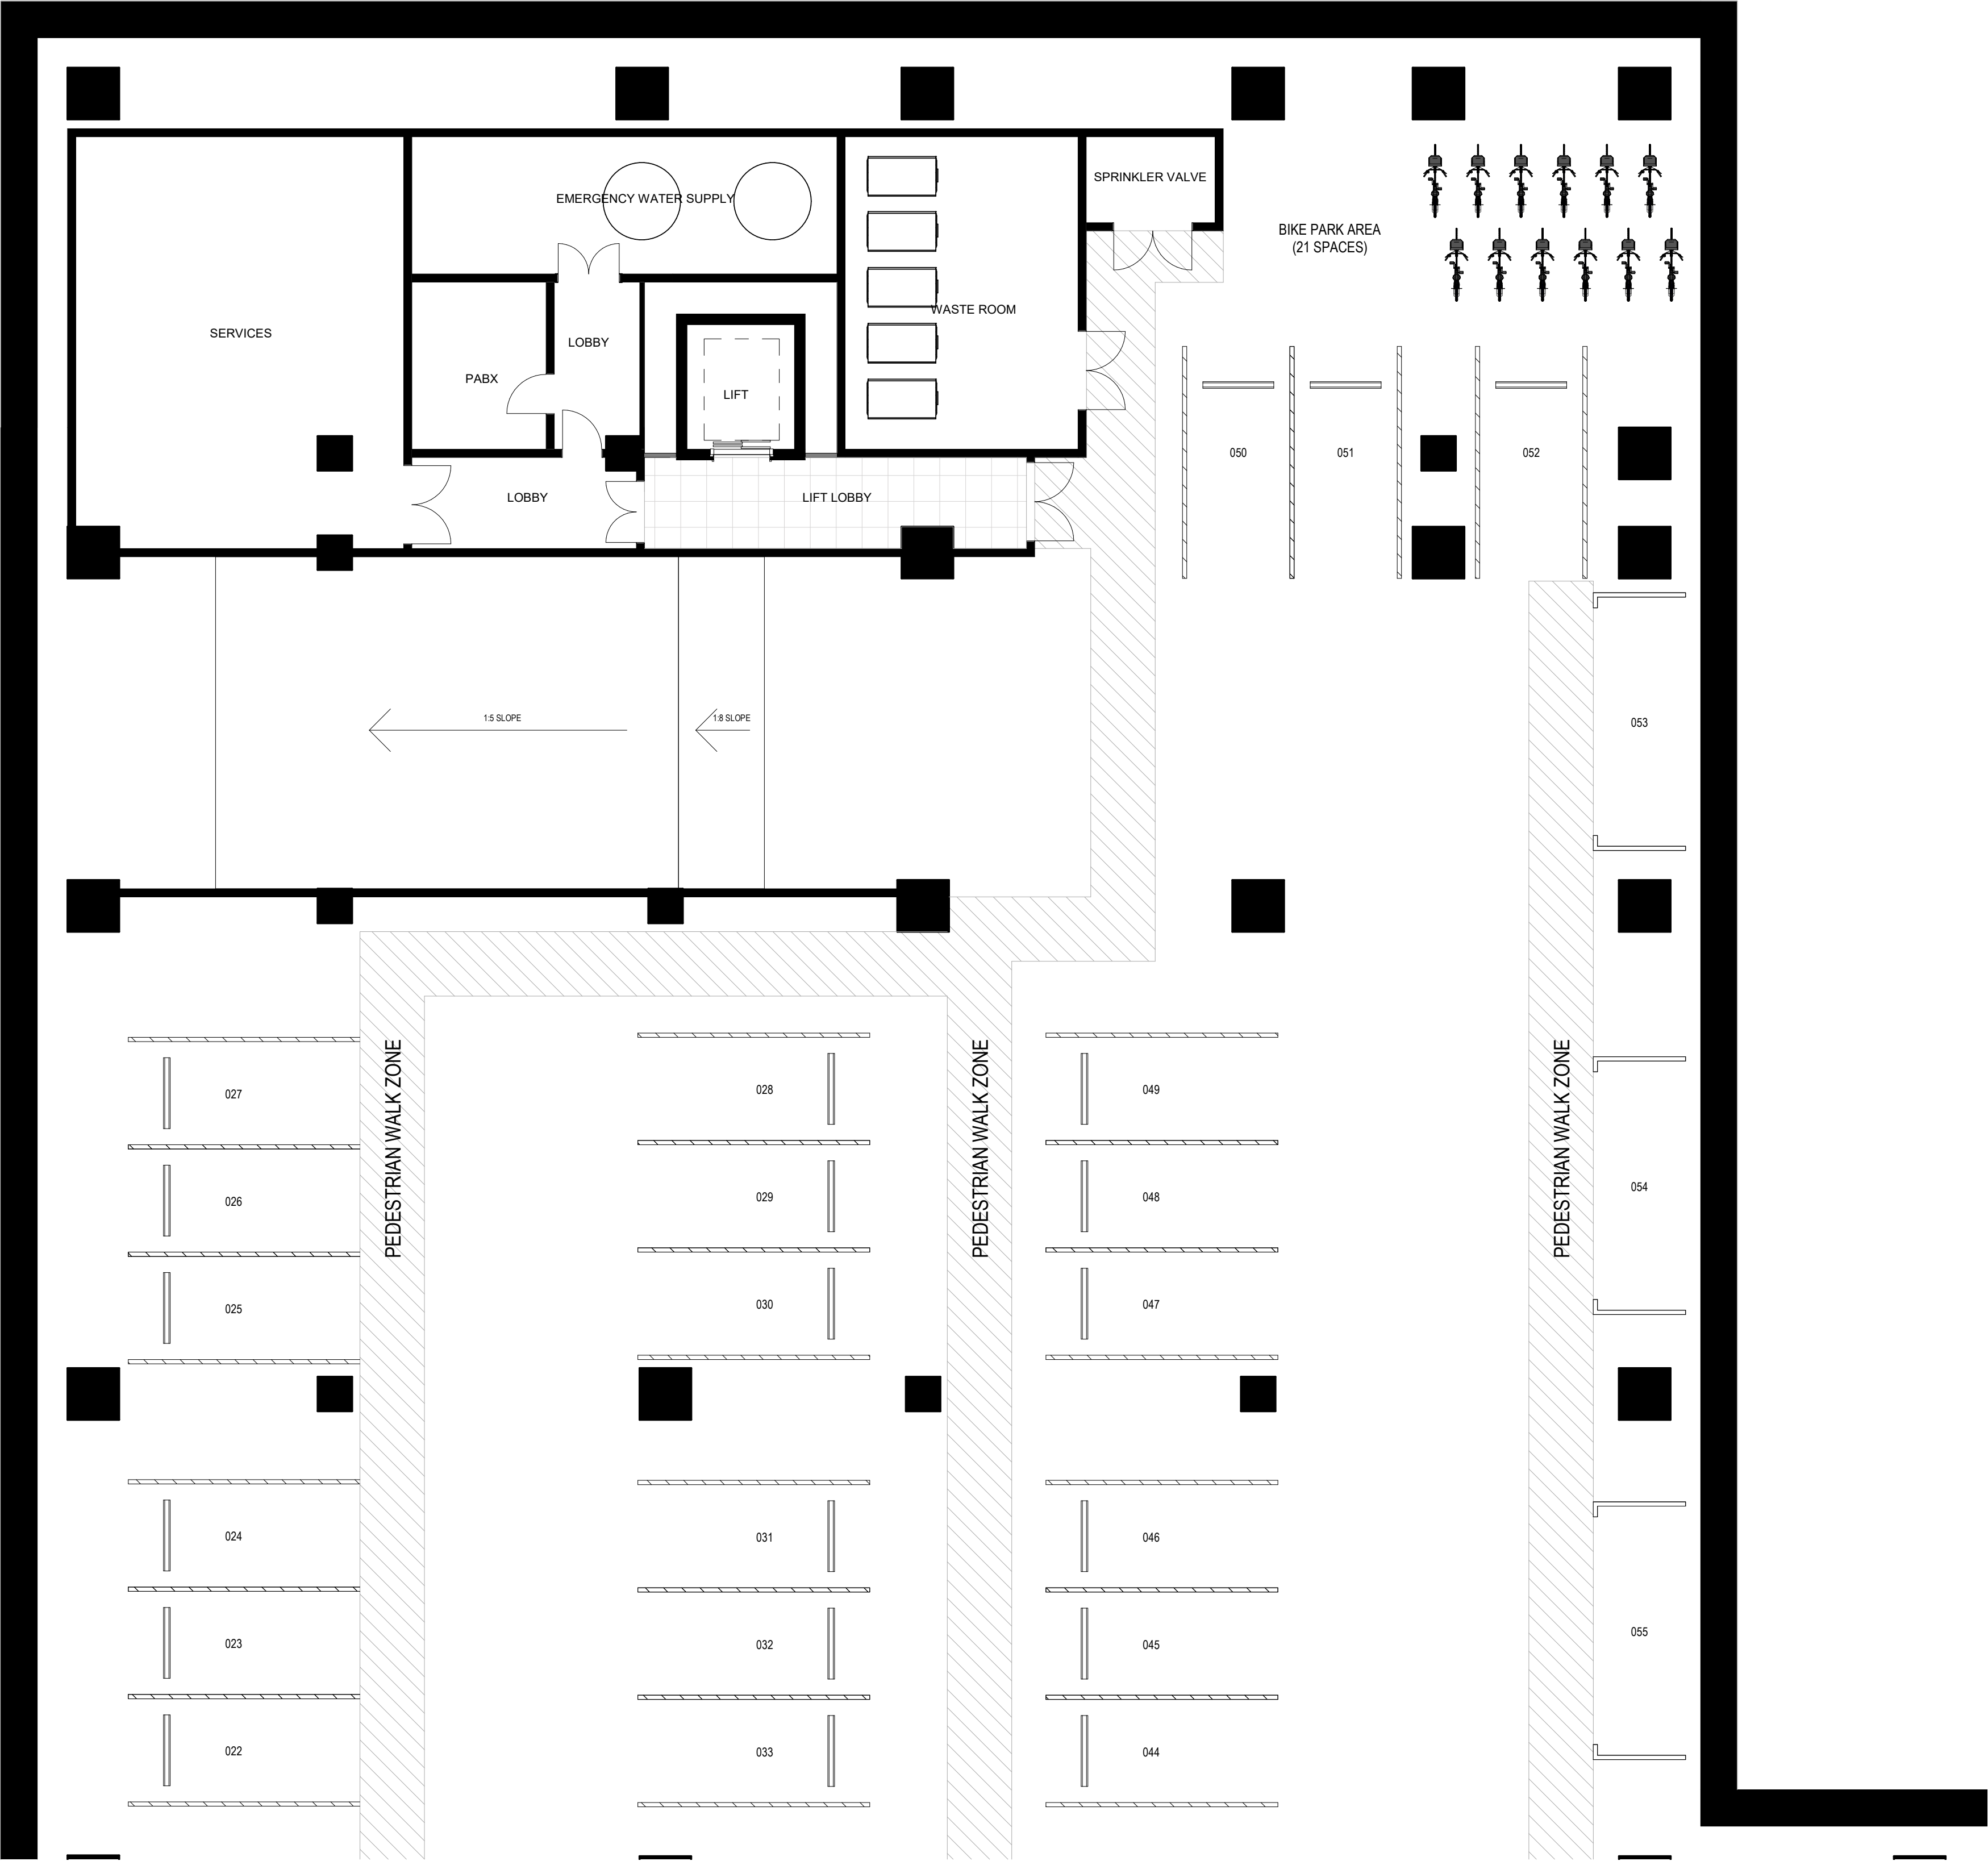 SPRINKLER VALVE
EMERGENCY WATER SUPPLY
BIKE PARK AREA
(21 SPACES)
WASTE ROOM
SERVICES
LOBBY
PABX
LIFT
050
051
052
LOBBY
LIFT LOBBY
1:5 SLOPE
1:8 SLOPE
053
PEDESTRIAN WALK ZONE
PEDESTRIAN WALK ZONE
PEDESTRIAN WALK ZONE
027
028
049
054
026
029
048
025
030
047
024
031
046
023
032
045
055
022
033
044